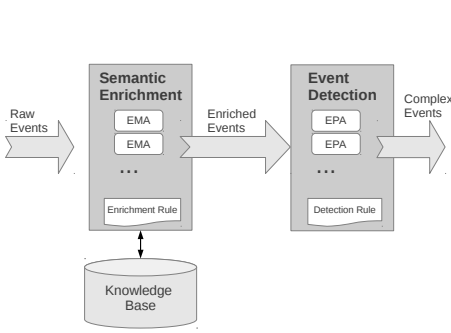 Semantic
Enrichment
Event
Detection
Raw
Events
EMA
EMA
...
Enriched
Events
EPA
EPA
...
Complex
Events
Enrichment Rule
Detection Rule
Knowledge
Base